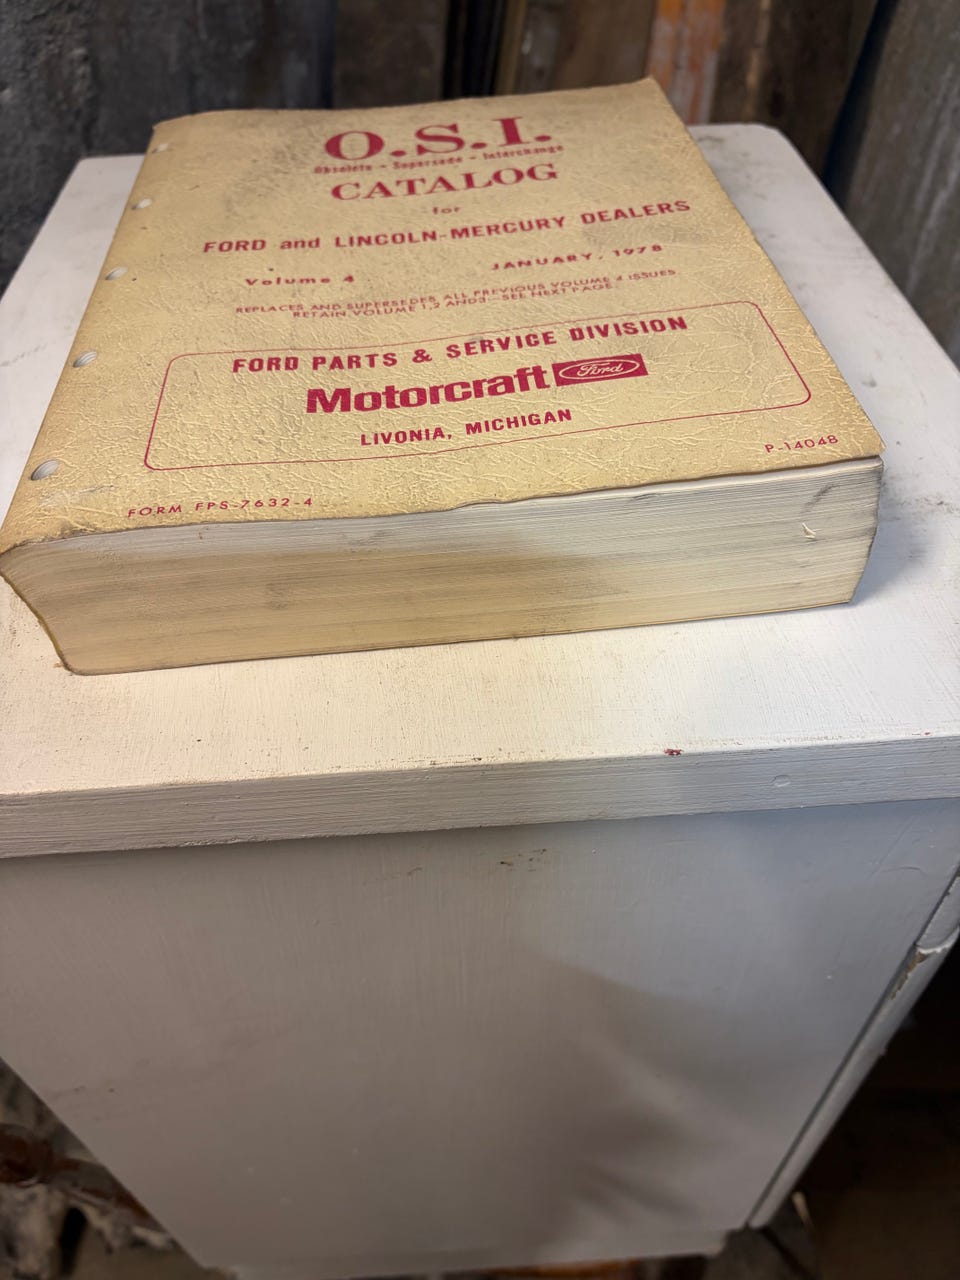 O.S.I.
Obsolete - Supersede - Interchange
CATALOG
for
FORD and LINCOLN-MERCURY DEALERS
Volume 4 JANUARY, 1978
REPLACES AND SUPERSEDES ALL PREVIOUS VOLUME 4 ISSUES
RETAIN VOLUME 1,2 AND 3—SEE NEXT PAGE.
FORD PARTS & SERVICE DIVISION
Motorcraft Ford
LIVONIA, MICHIGAN
FORM FPS-7632-4 P-14048